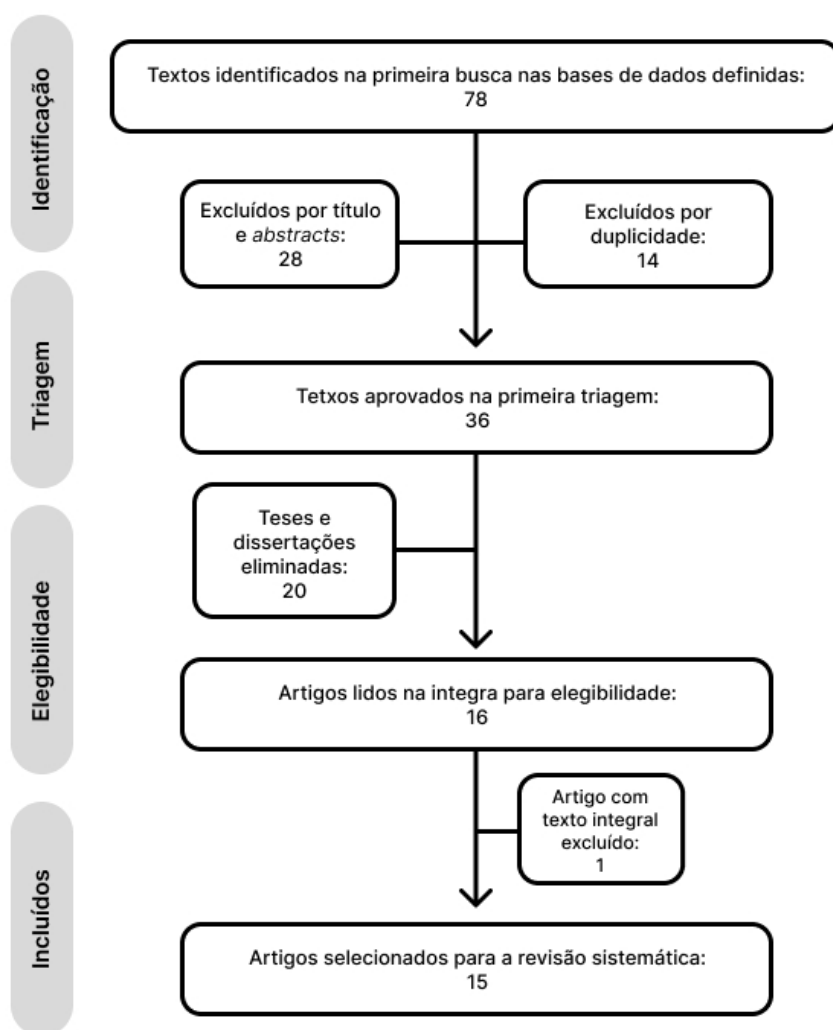 Identificação
Textos identificados na primeira busca nas bases de dados definidas:
78
Excluídos por título
e abstracts:
28
Excluídos por
duplicidade:
14
Triagem
Tetxos aprovados na primeira triagem:
36
Teses e
dissertações
eliminadas:
20
Elegibilidade
Artigos lidos na integra para elegibilidade:
16
Artigo com
texto integral
excluído:
1
Incluídos
Artigos selecionados para a revisão sistemática:
15